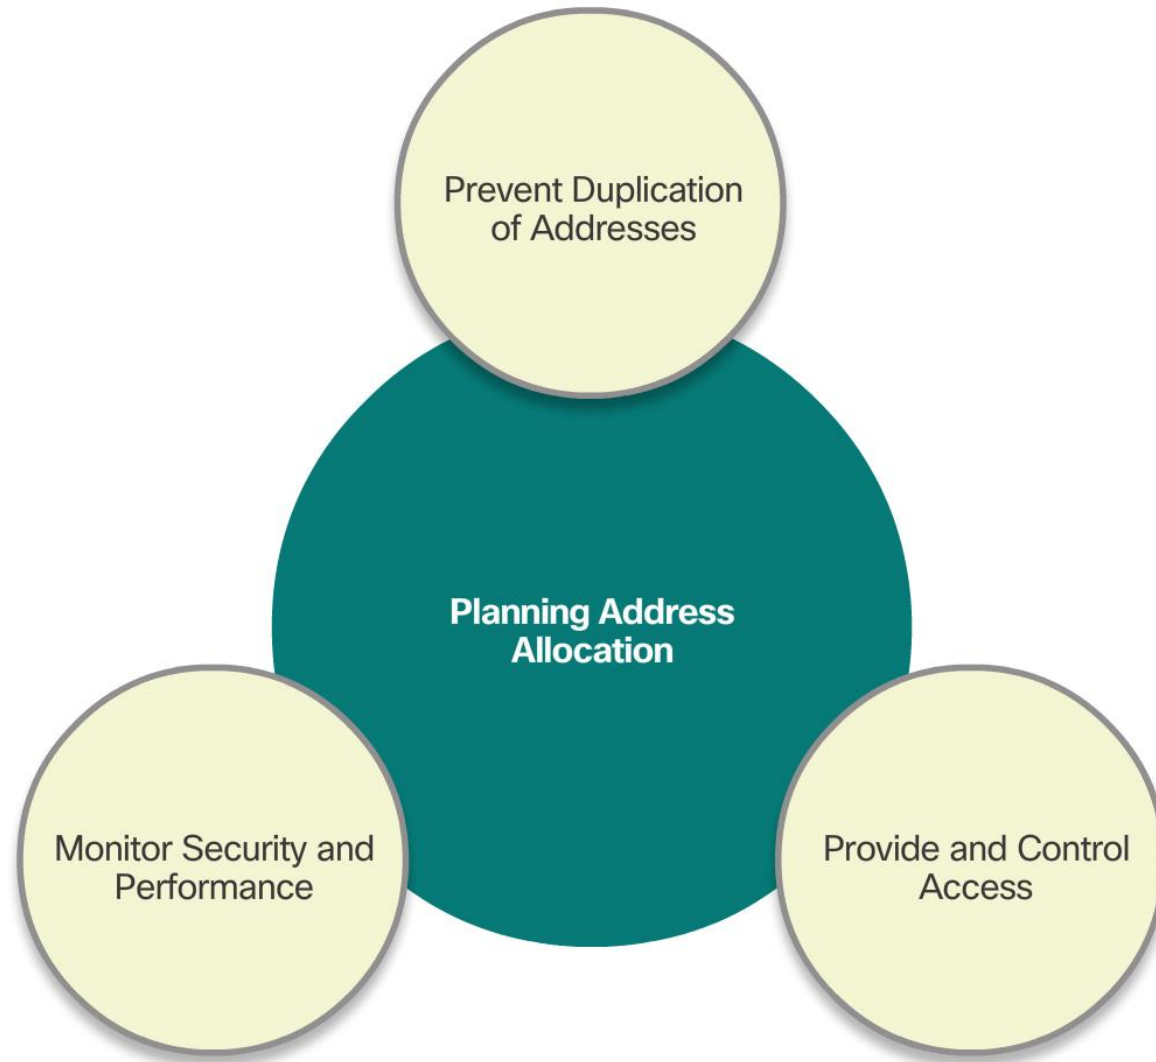 Prevent Duplication
of Addresses
Planning Address
Allocation
Monitor Security and
Performance
Provide and Control
Access